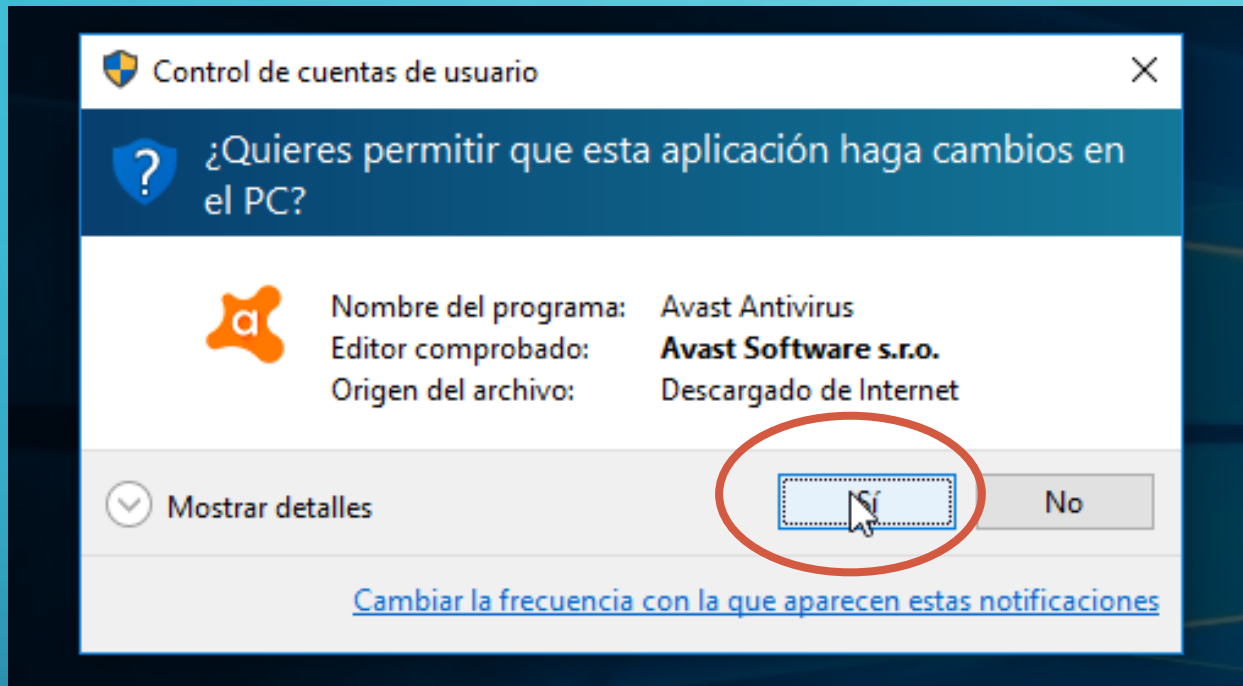 Control de cuentas de usuario
¿Quieres permitir que esta aplicación haga cambios en
el PC?
Nombre del programa: Avast Antivirus
Editor comprobado: Avast Software s.r.o.
Origen del archivo: Descargado de Internet
Mostrar detalles
Sí
No
Cambiar la frecuencia con la que aparecen estas notificaciones